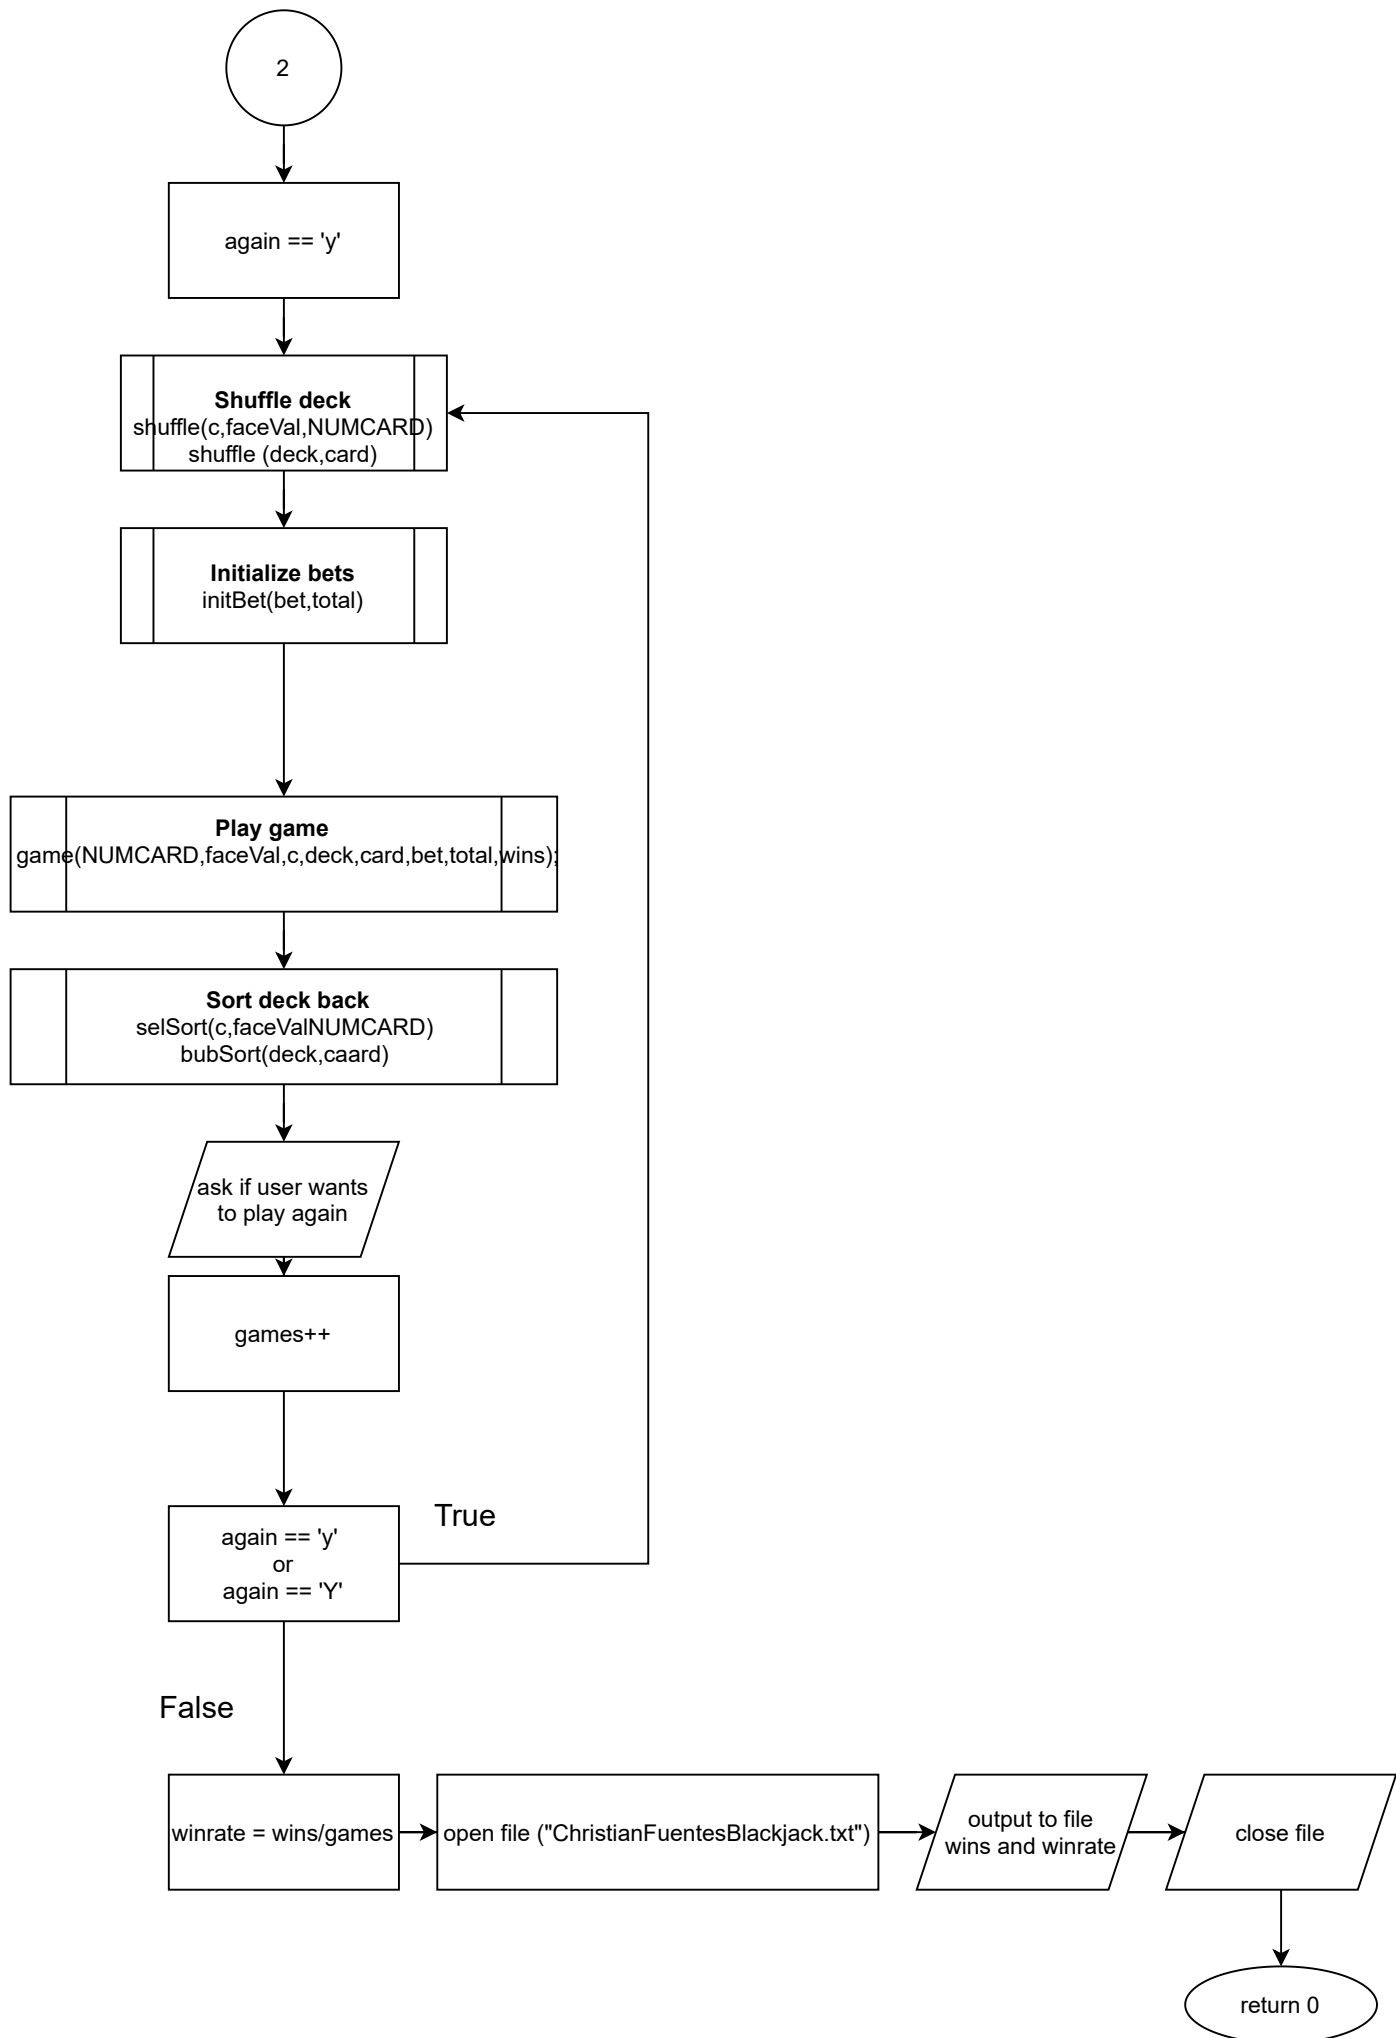 2
again == 'y'
Shuffle deck
shuffle(c,faceVal,NUMCARD)
shuffle (deck,card)
Initialize bets
initBet(bet,total)
Play game
game(NUMCARD,faceVal,c,deck,card,bet,total,wins);
Sort deck back
selSort(c,faceValNUMCARD)
bubSort(deck,caard)
ask if user wants
to play again
games++
again == 'y'
or
again == 'Y'
True
False
winrate = wins/games
open file ("ChristianFuentesBlackjack.txt")
output to file
wins and winrate
close file
return 0